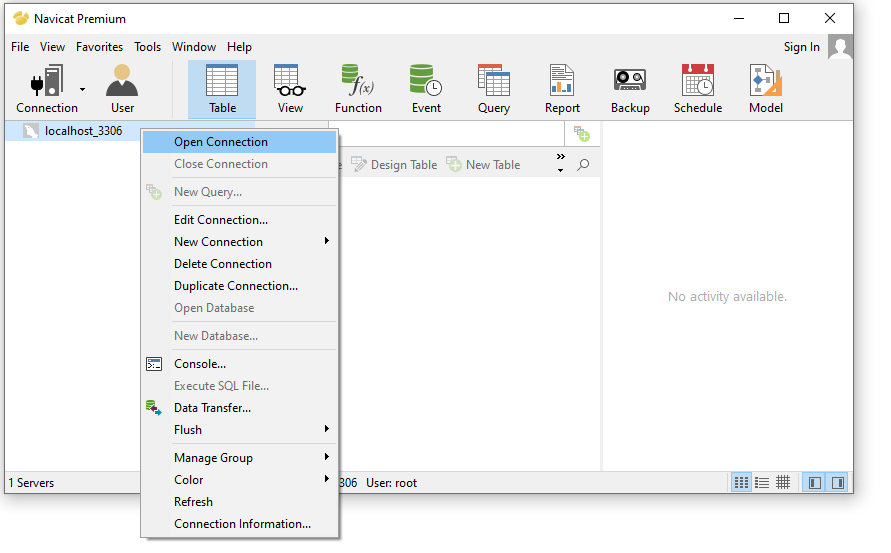 Navicat Premium
File View Favorites Tools Window Help Sign In
Connection User Table View Function Event Query Report Backup Schedule Model
localhost_3306
Design Table New Table
Open Connection
Close Connection
New Query...
Edit Connection...
New Connection
Delete Connection
Duplicate Connection...
Open Database
New Database...
Console...
Execute SQL File...
Data Transfer...
Flush
Manage Group
Color
Refresh
Connection Information...
No activity available.
1 Servers 306 User: root